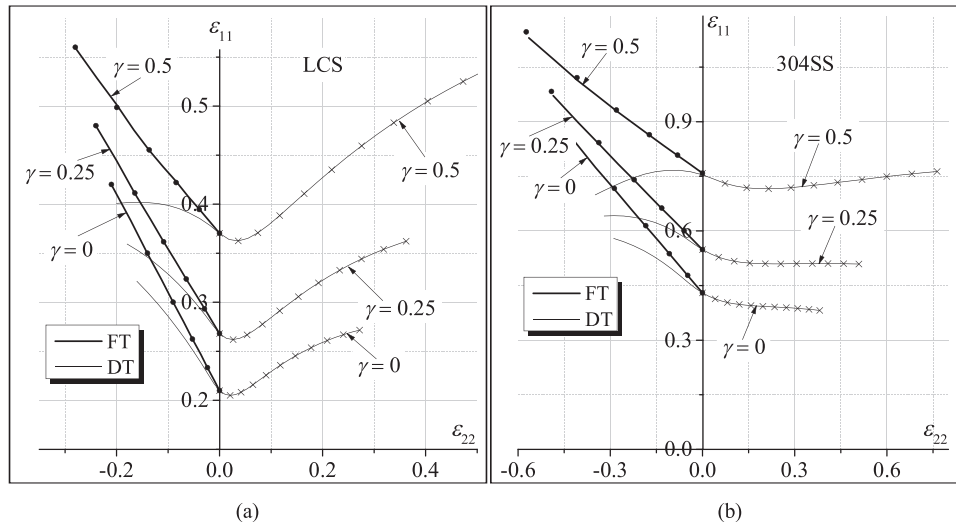 ε11
LCS
γ = 0.5
0.5
γ = 0.25
γ = 0.5
0.4
γ = 0
0.3
γ = 0.25
FT
DT
γ = 0
0.2
ε22
-0.2
0.0
0.2
0.4
(a)
ε11
304SS
γ = 0.5
0.9
γ = 0.25
γ = 0
γ = 0.5
0.6
γ = 0.25
FT
DT
γ = 0
0.3
ε22
0.0
-0.6
-0.3
0.0
0.3
0.6
(b)